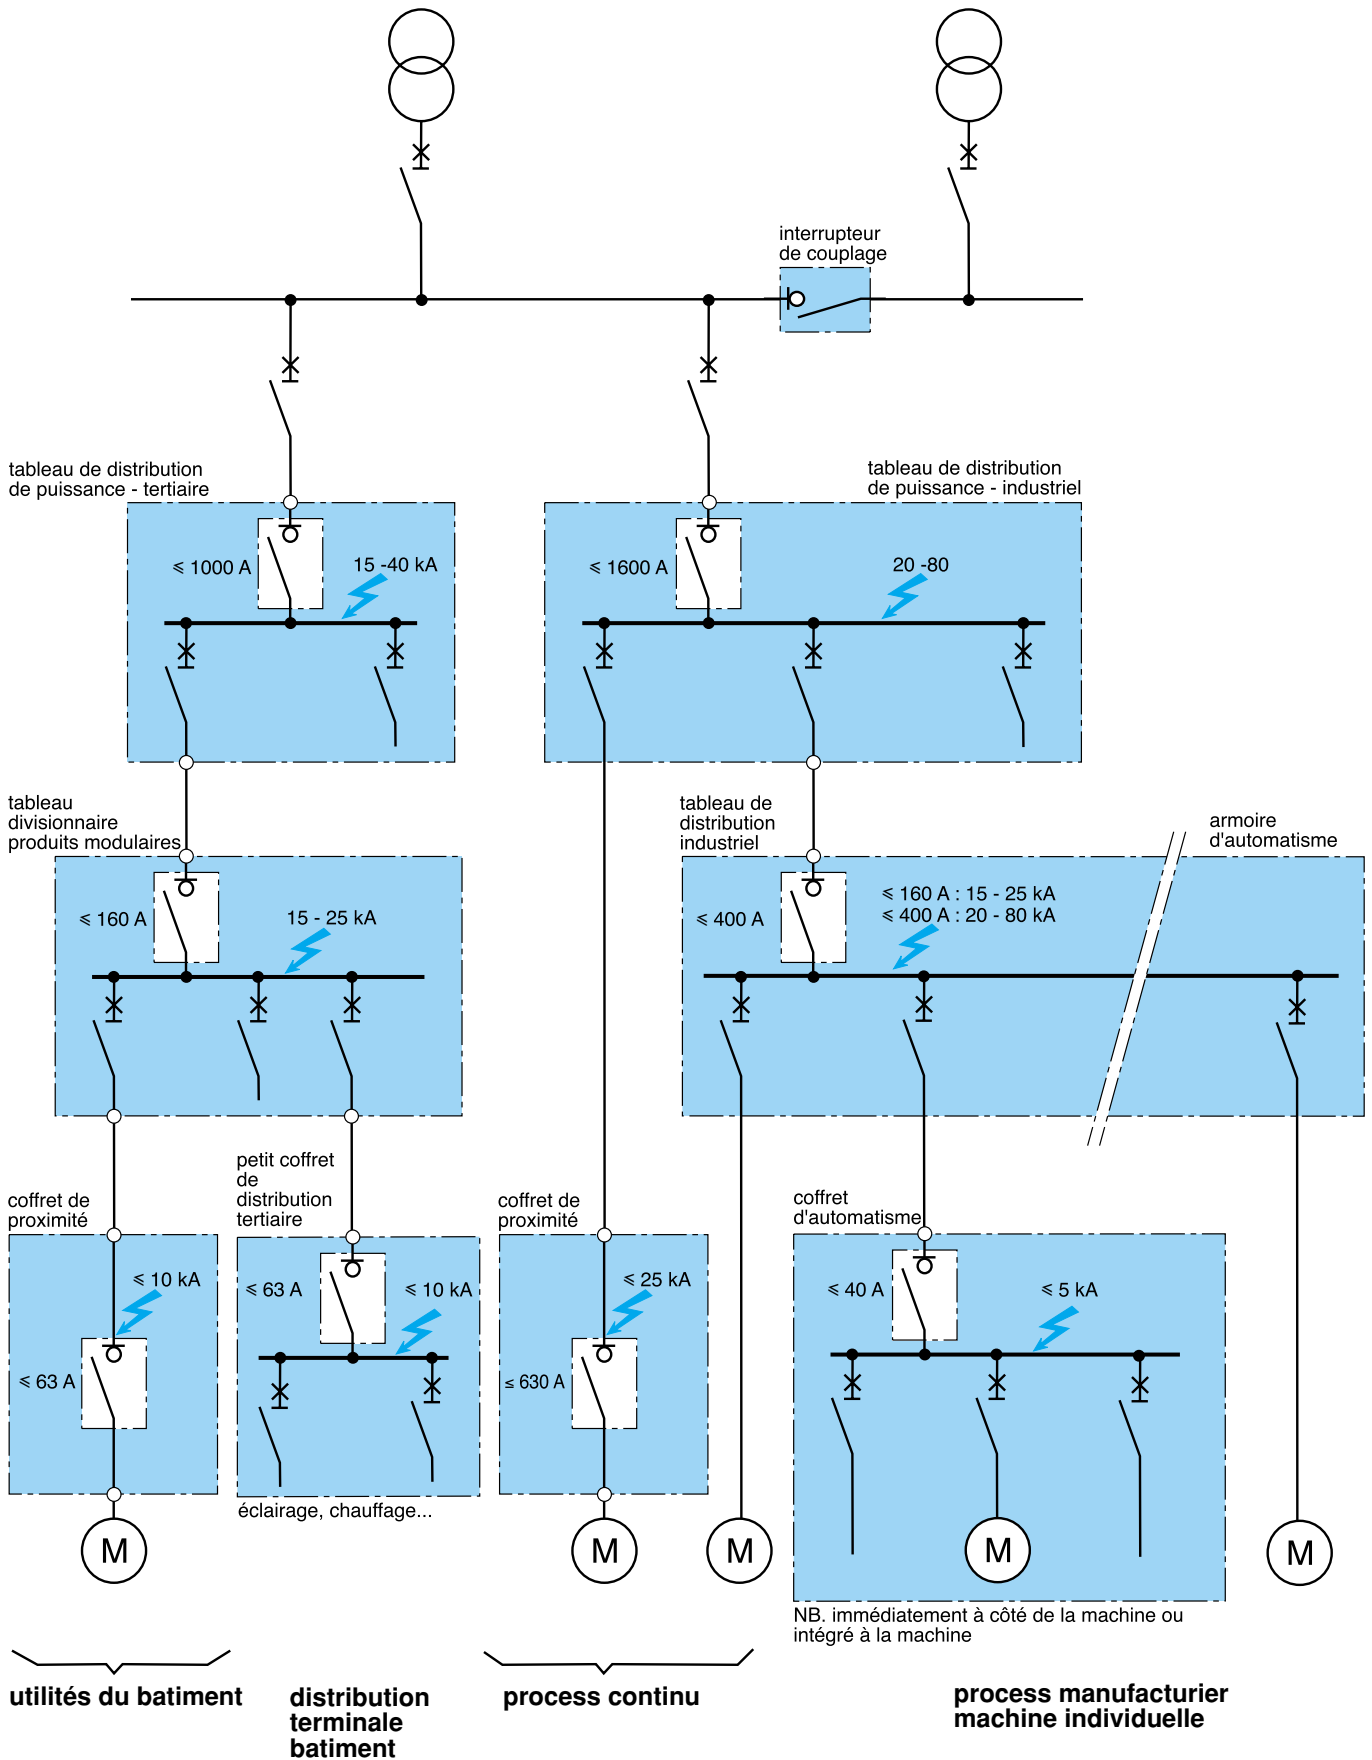 interrupteur
de couplage
tableau de distribution
de puissance - tertiaire
tableau de distribution
de puissance - industriel
⩽ 1000 A
15 -40 kA
⩽ 1600 A
20 -80
tableau
divisionnaire
produits modulaires
tableau de
distribution
industriel
armoire
d'automatisme
⩽ 160 A
15 - 25 kA
⩽ 400 A
⩽ 160 A : 15 - 25 kA
⩽ 400 A : 20 - 80 kA
coffret de
proximité
petit coffret
de
distribution
tertiaire
coffret de
proximité
coffret
d'automatisme
⩽ 10 kA
⩽ 63 A
⩽ 63 A
⩽ 10 kA
⩽ 25 kA
≤ 630 A
⩽ 40 A
⩽ 5 kA
éclairage, chauffage...
M
M
M
M
M
NB. immédiatement à côté de la machine ou
intégré à la machine
utilités du batiment
distribution
terminale
batiment
process continu
process manufacturier
machine individuelle